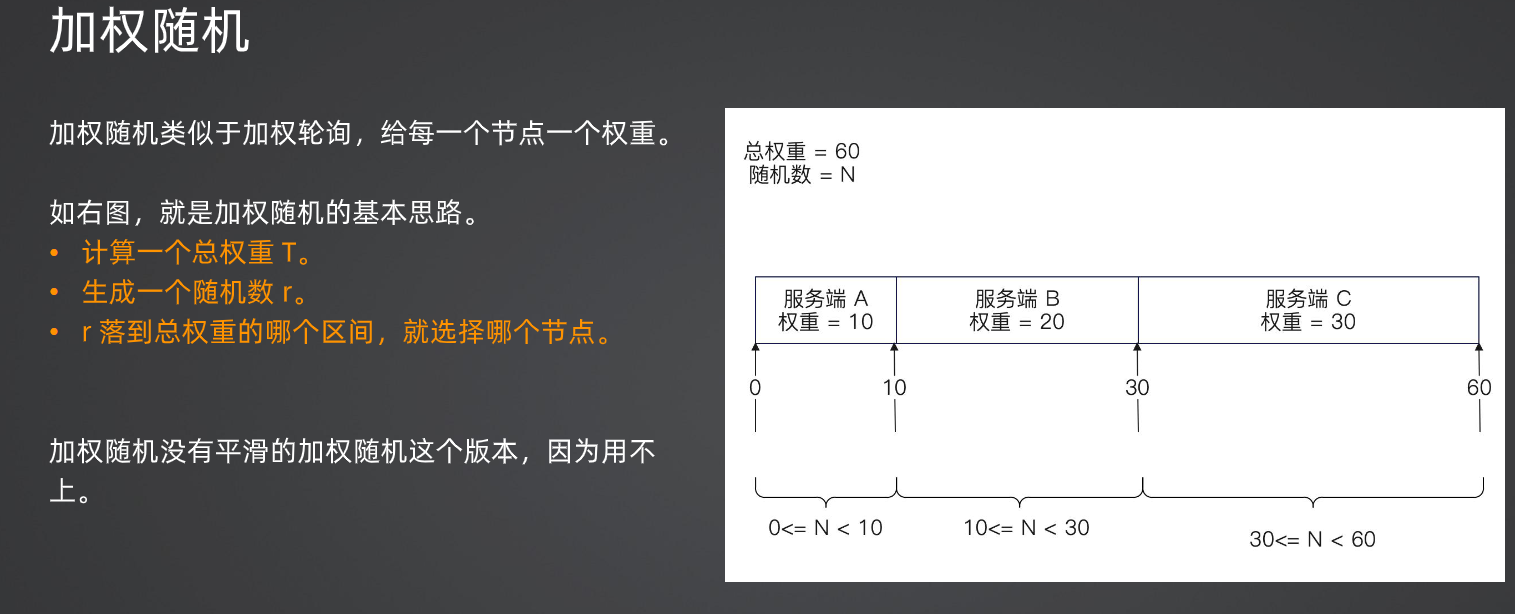 加权随机
加权随机类似于加权轮询，给每一个节点一个权重。
如右图，就是加权随机的基本思路。
• 计算一个总权重 T。
• 生成一个随机数 r。
• r 落到总权重的哪个区间，就选择哪个节点。
加权随机没有平滑的加权随机这个版本，因为用不
上。
总权重 = 60
随机数 = N
服务端 A
权重 = 10
服务端 B
权重 = 20
服务端 C
权重 = 30
0
10
30
60
0<= N < 10
10<= N < 30
30<= N < 60